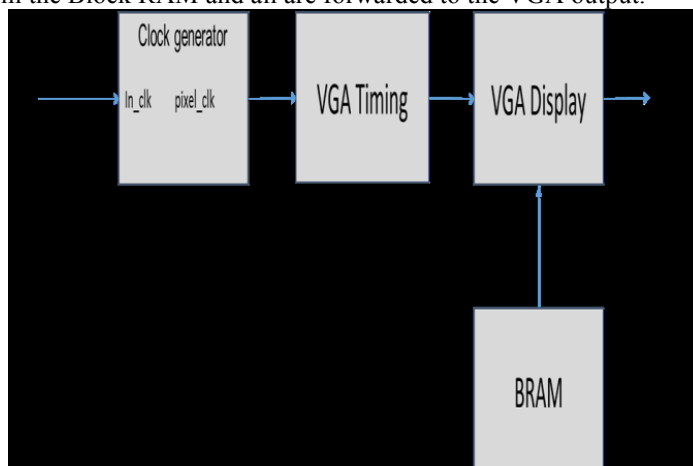 in the Block RAM and all are forwarded to the VGA output.
Clock generator
In_clk pixel_clk
VGA Timing
VGA Display
BRAM